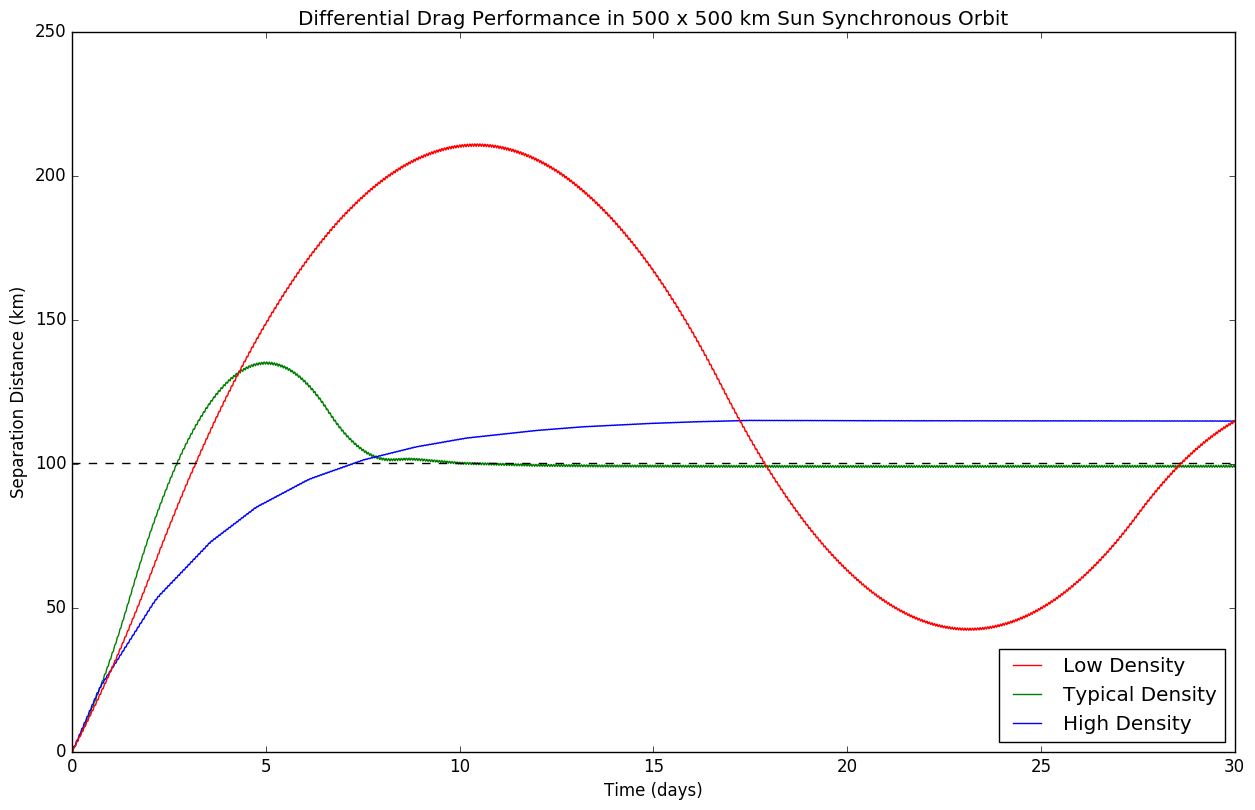 Differential Drag Performance in 500 x 500 km Sun Synchronous Orbit
250
200
150
100
50
0
Separation Distance (km)
0 5 10 15 20 25 30
Time (days)
Low Density
Typical Density
High Density